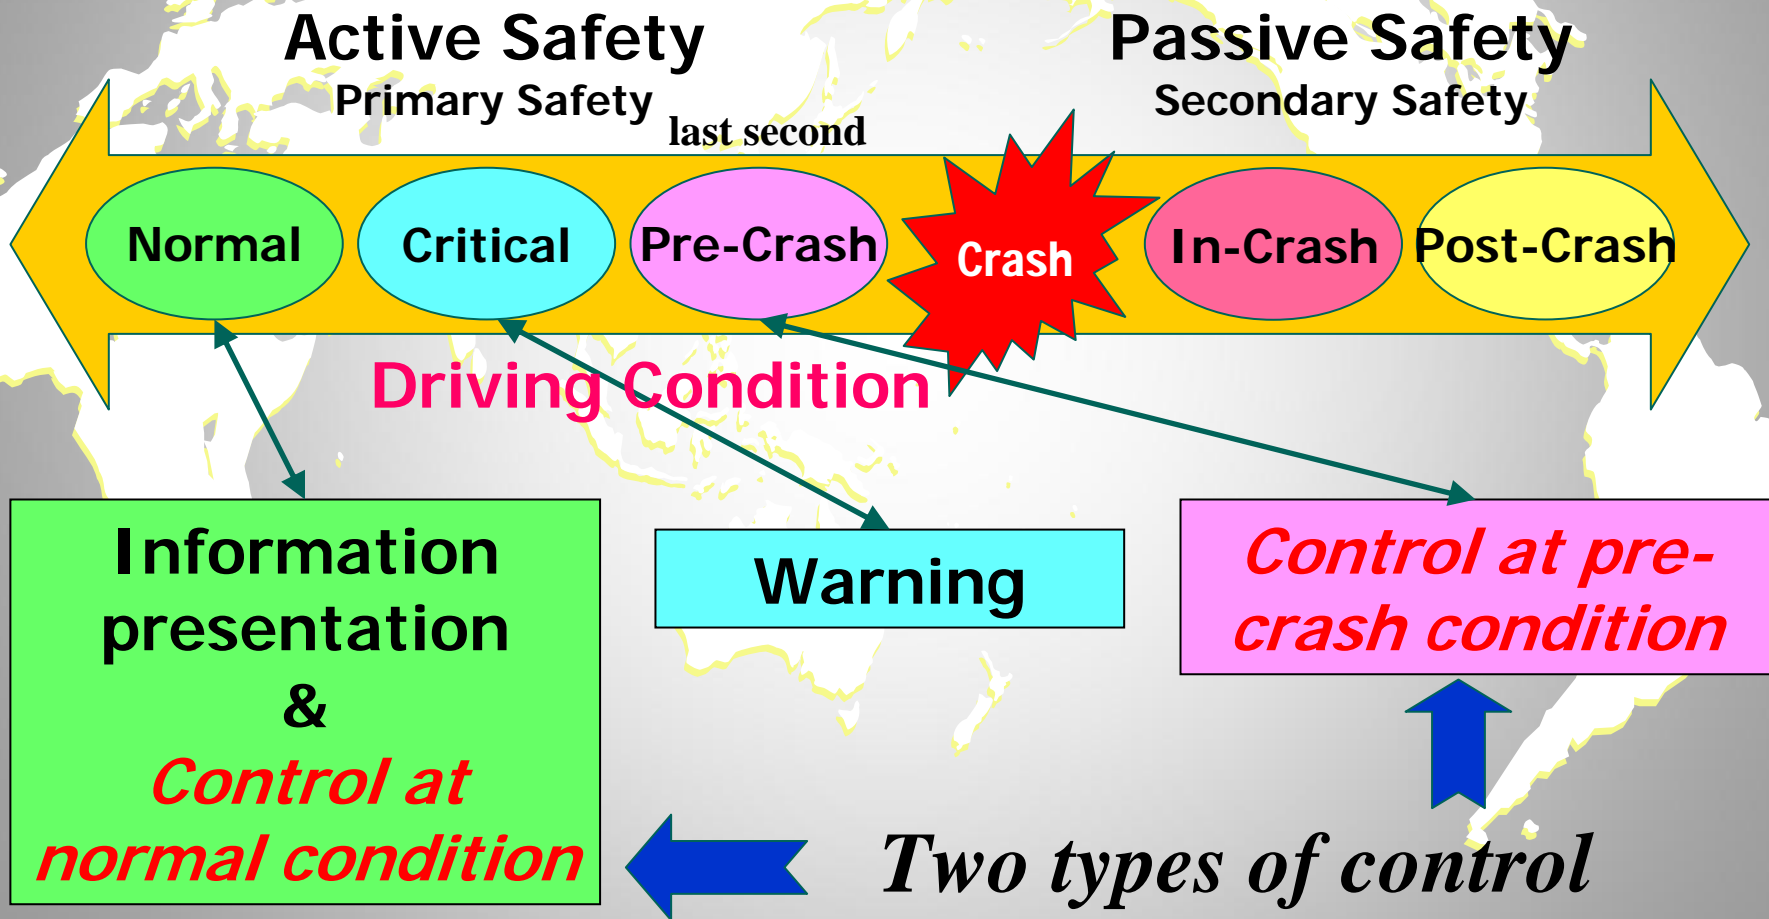 Active Safety
Primary Safety
Passive Safety
Secondary Safety
last second
Normal
Critical
Pre-Crash
Crash
In-Crash
Post-Crash
Driving Condition
Information
presentation
&
Control at
normal condition
Warning
Control at pre-
crash condition
Two types of control